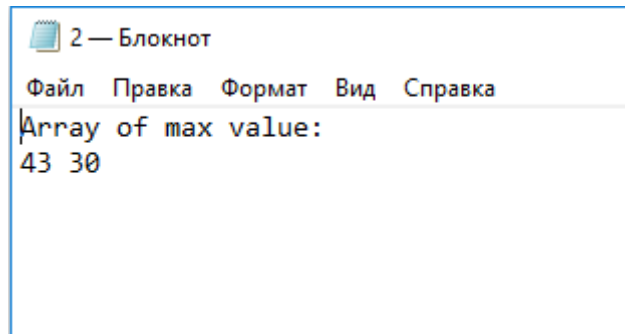 2 — Блокнот
Файл Правка Формат Вид Справка
Array of max value:
43 30